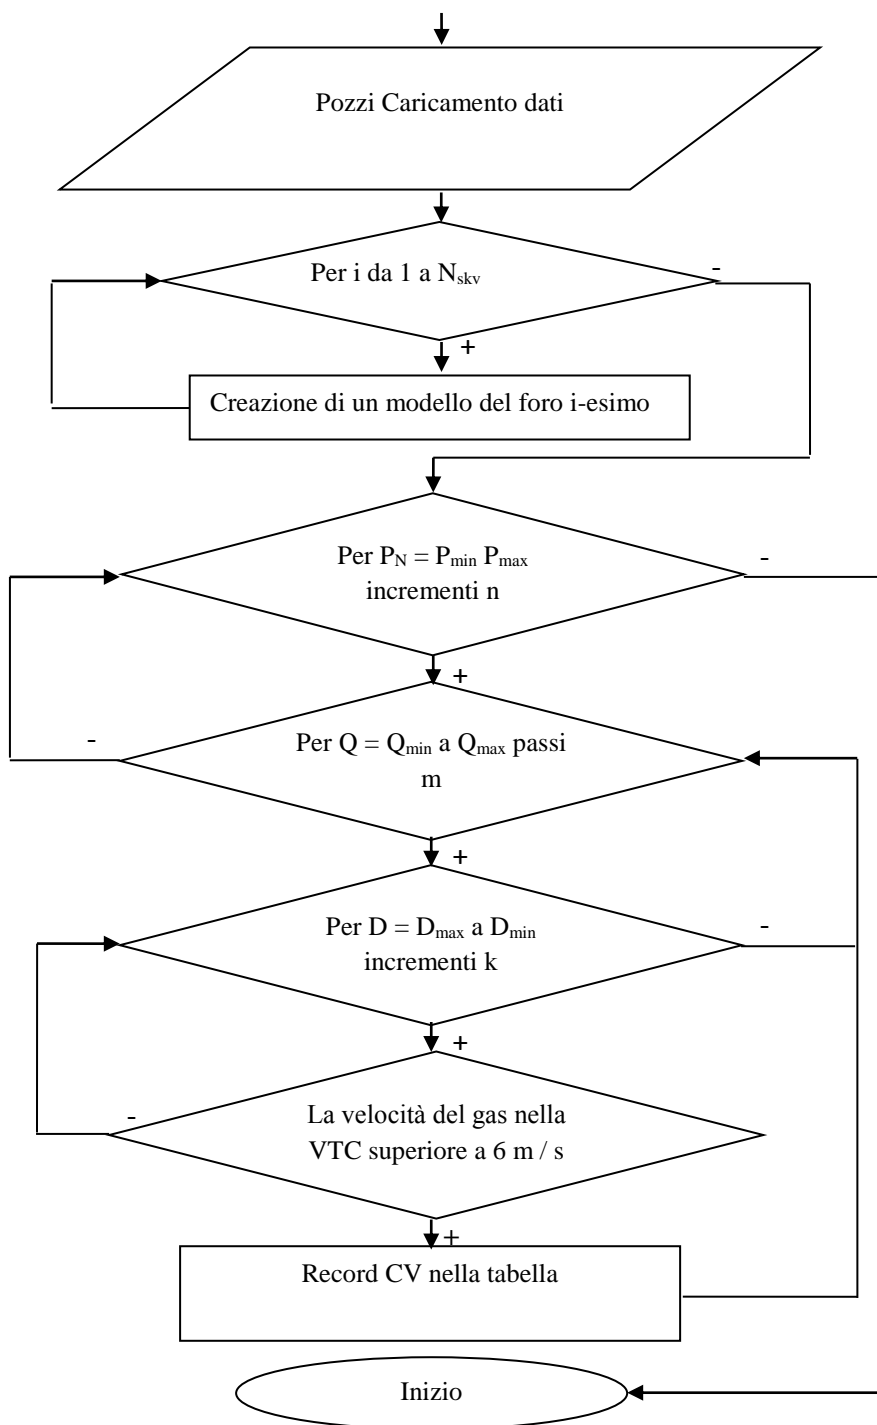 Pozzi Caricamento dati
Per i da 1 a Nskv
-
+
Creazione di un modello del foro i-esimo
Per PN = Pmin Pmax
incrementi n
-
+
-
Per Q = Qmin a Qmax passi
m
+
Per D = Dmax a Dmin
incrementi k
-
+
-
La velocità del gas nella
VTC superiore a 6 m / s
+
Record CV nella tabella
Inizio